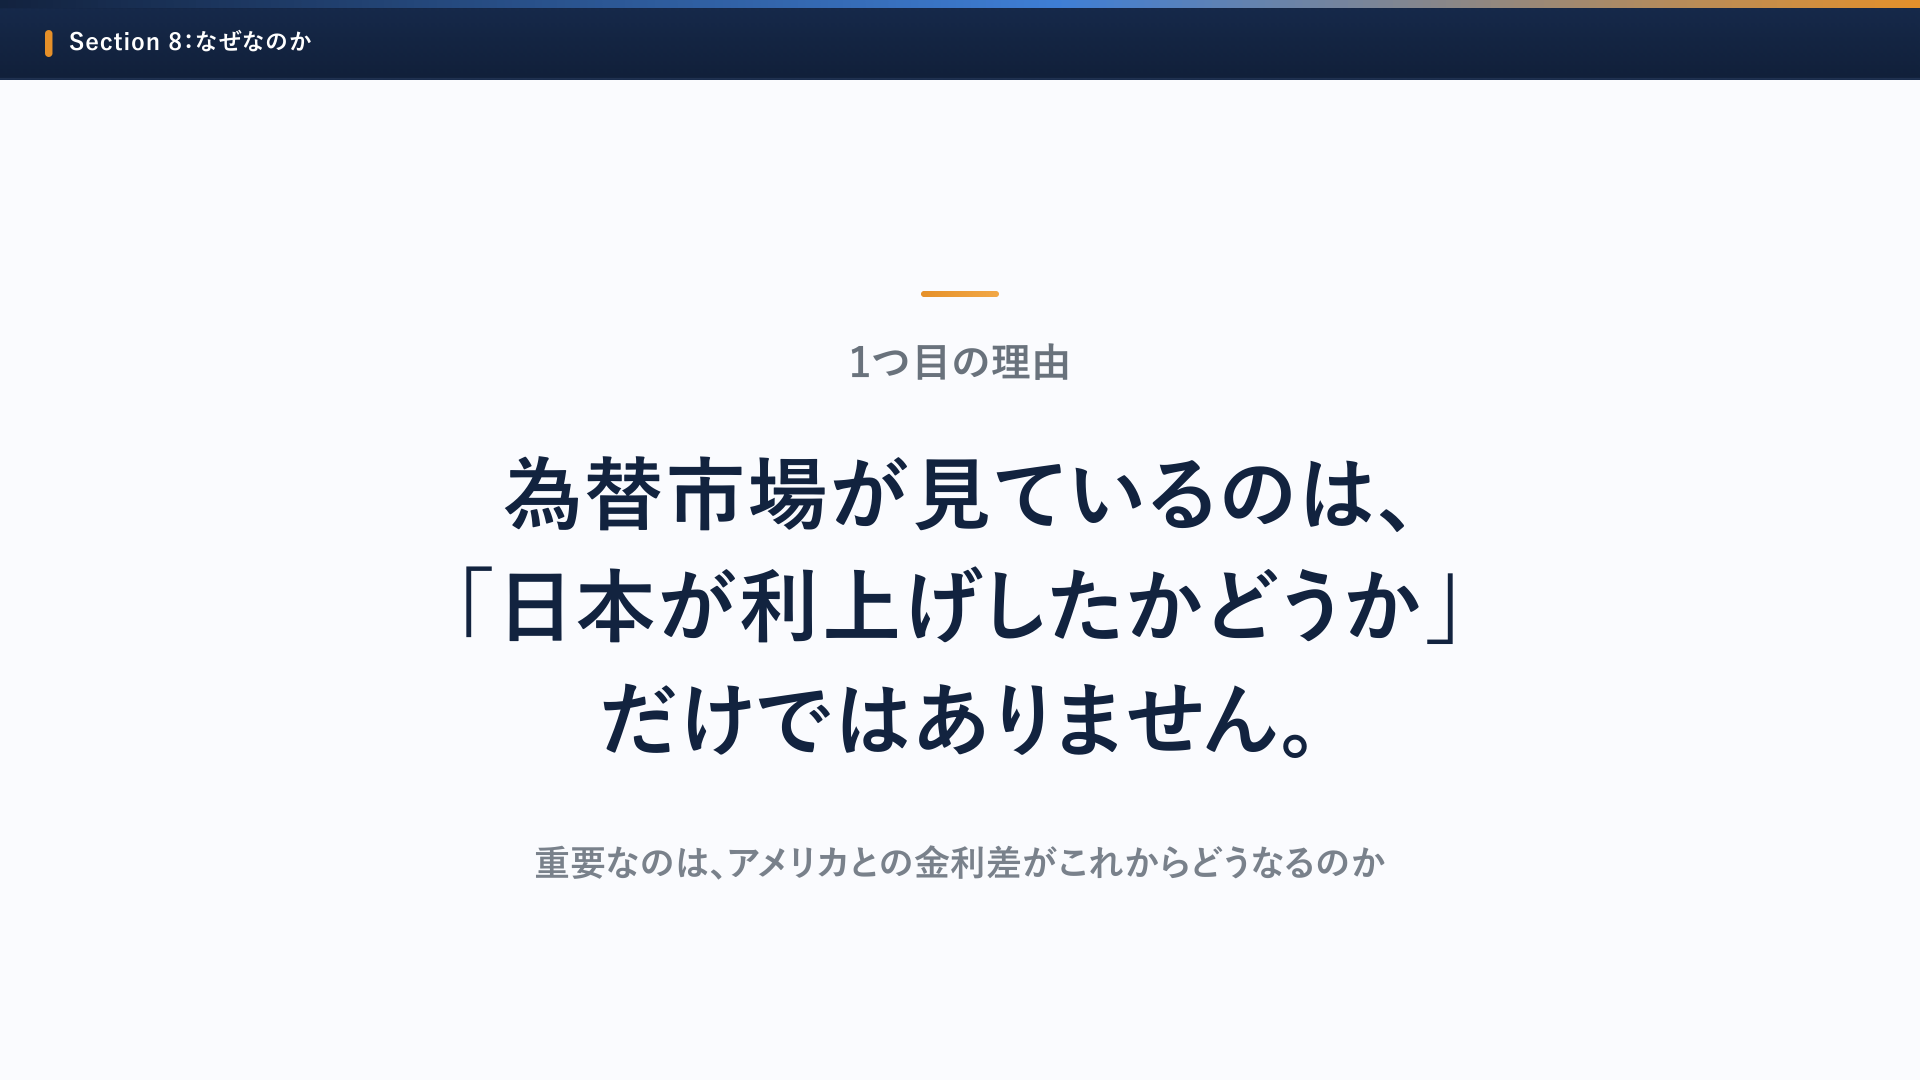 Section 8：なぜなのか
1つ目の理由
為替市場が見ているのは、
「日本が利上げしたかどうか」
だけではありません。
重要なのは、アメリカとの金利差がこれからどうなるのか